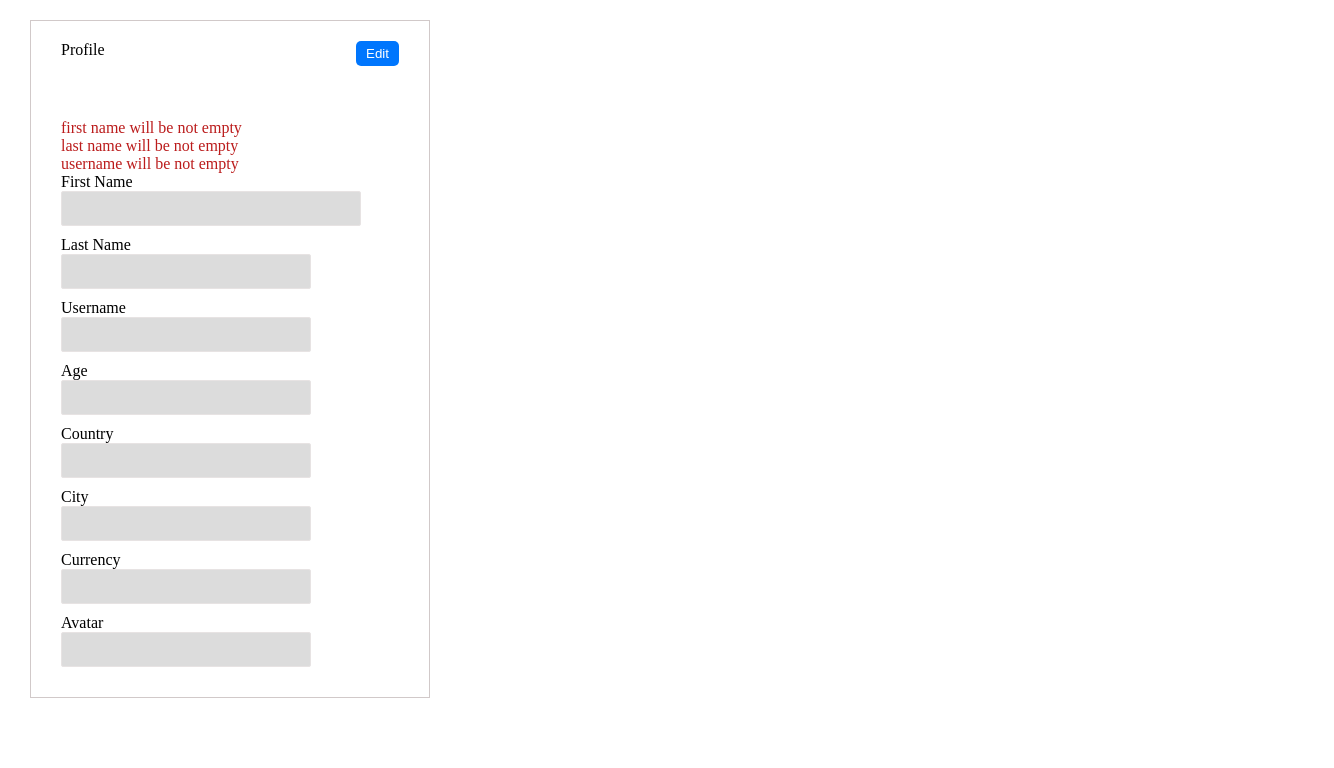 Profile
Edit
first name will be not empty
last name will be not empty
username will be not empty
First Name
Last Name
Username
Age
Country
City
Currency
Avatar